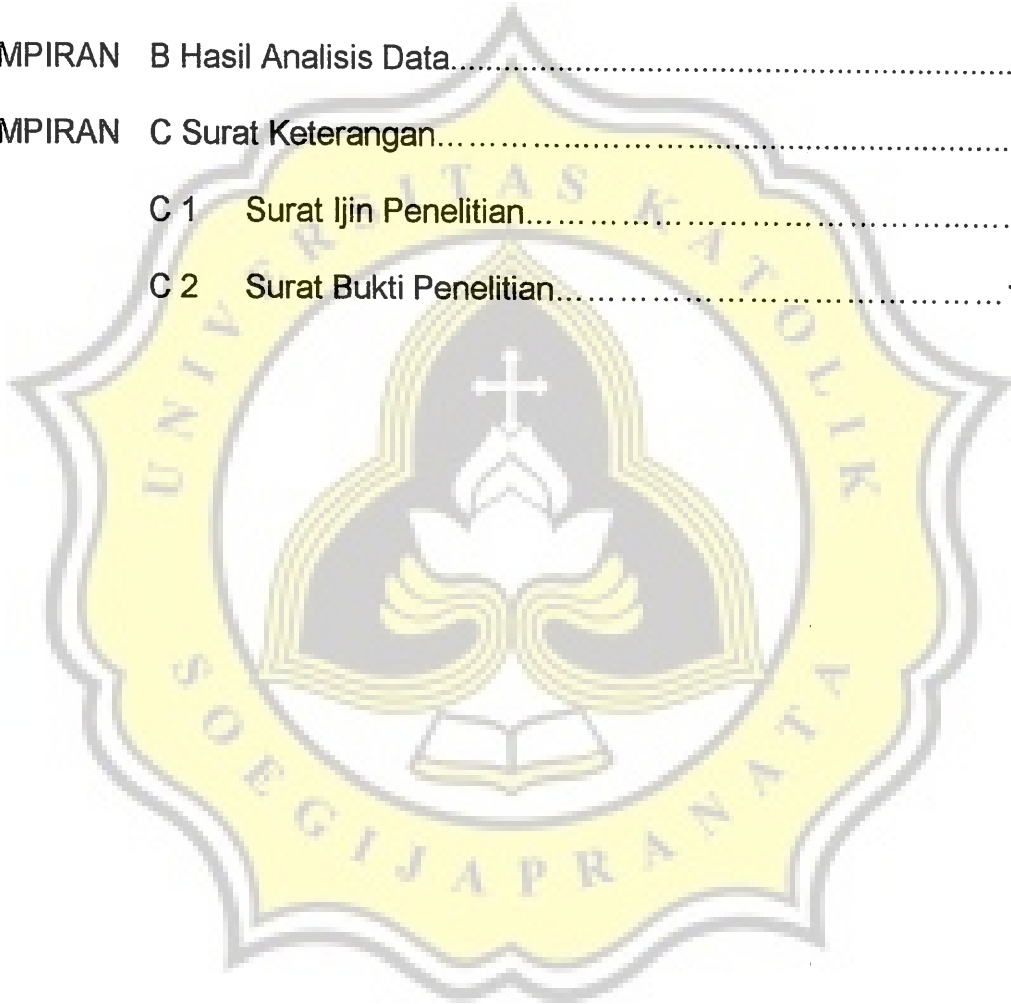 MPIRAN B Hasil Analisis Data......................................................................
MPIRAN C Surat Keterangan......................................................................
C 1 Surat Ijin Penelitian......................................................
C 2 Surat Bukti Penelitian..................................................
UNIVERSITAS KATOLIK
SOEGIJAPRANATA